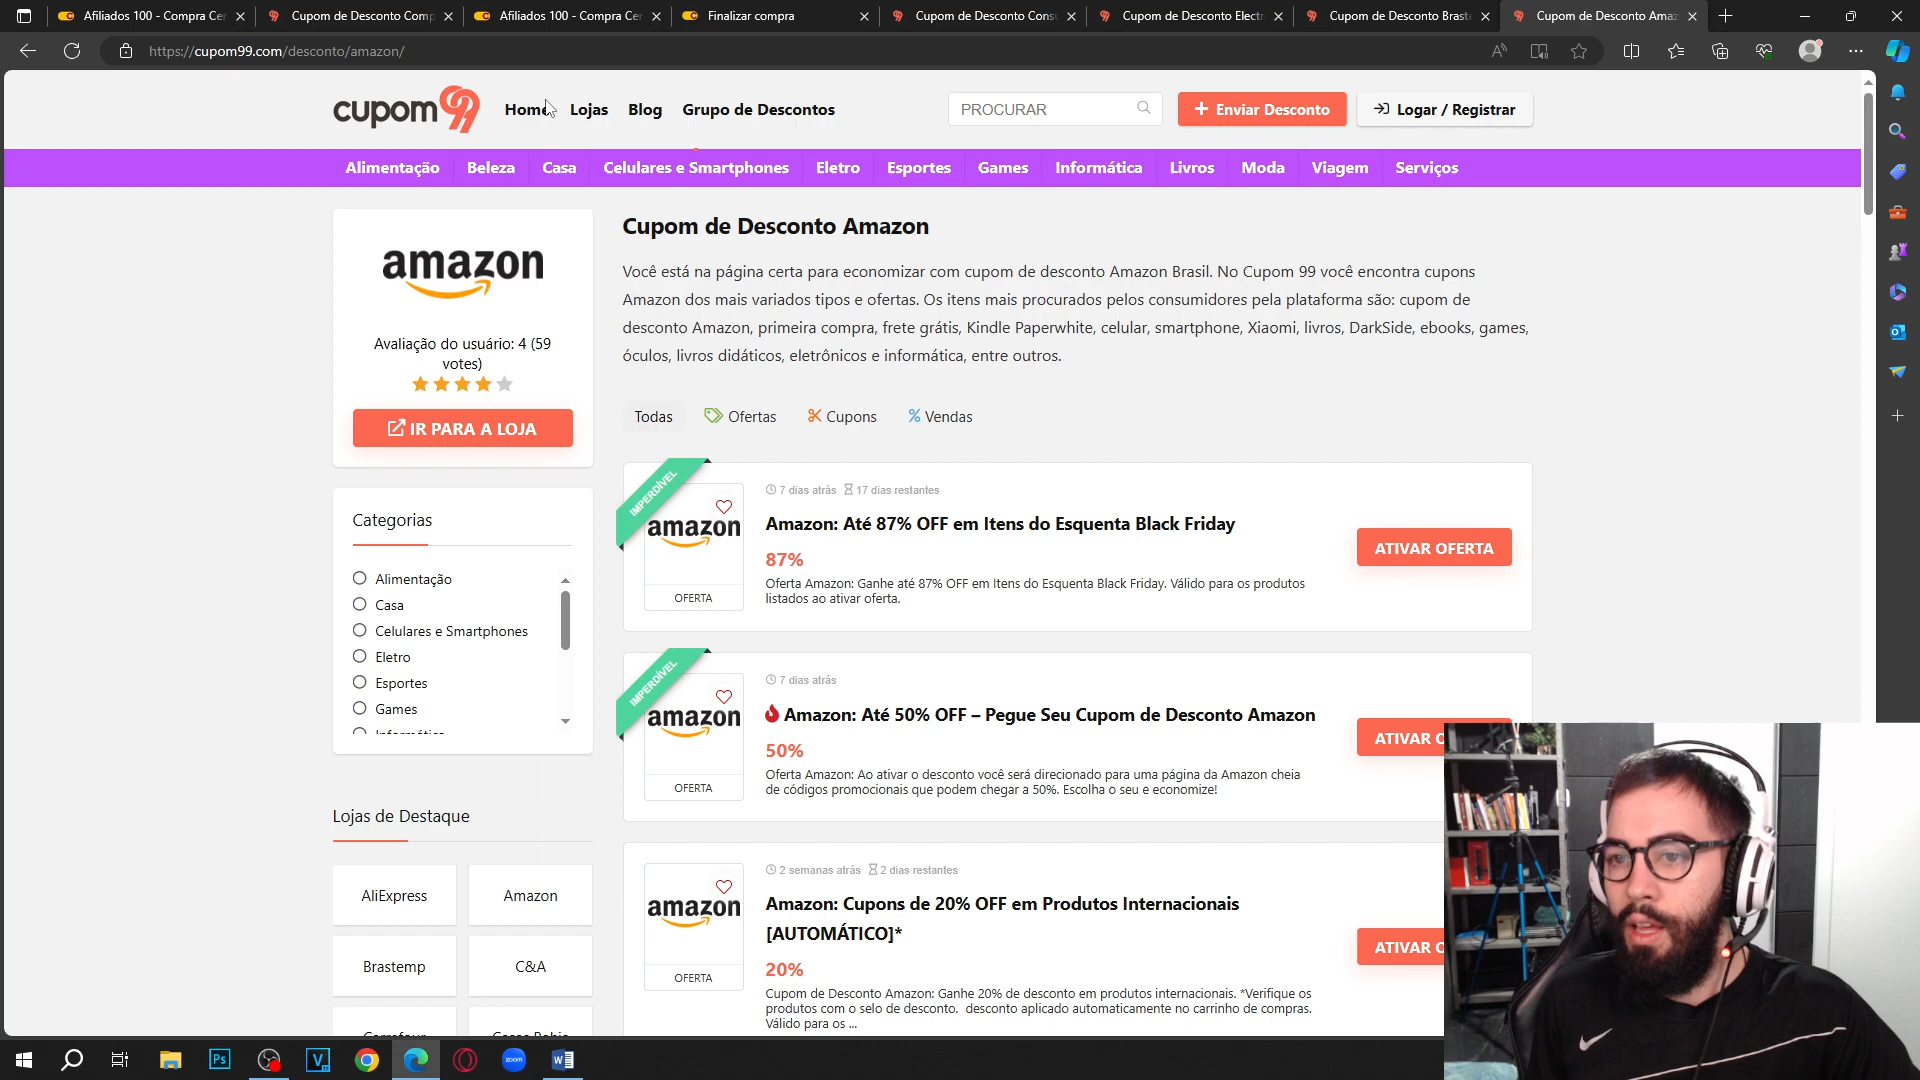 Afiliados 100 - Compra Cer
Cupom de Desconto Comp
Afiliados 100 - Compra Cer
Finalizar compra
Cupom de Desconto Consu
Cupom de Desconto Electr
Cupom de Desconto Braste
Cupom de Desconto Amaz
https://cupom99.com/desconto/amazon/
cupom99
Home
Lojas
Blog
Grupo de Descontos
PROCURAR
Enviar Desconto
Logar / Registrar
Alimentação
Beleza
Casa
Celulares e Smartphones
Eletro
Esportes
Games
Informática
Livros
Moda
Viagem
Serviços
amazon
Avaliação do usuário: 4 (59
votes)
IR PARA A LOJA
Categorias
Alimentação
Casa
Celulares e Smartphones
Eletro
Esportes
Games
Informática
Lojas de Destaque
AliExpress
Amazon
Brastemp
C&A
Carrefour
Casas Bahia
Cupom de Desconto Amazon
Você está na página certa para economizar com cupom de desconto Amazon Brasil. No Cupom 99 você encontra cupons
Amazon dos mais variados tipos e ofertas. Os itens mais procurados pelos consumidores pela plataforma são: cupom de
desconto Amazon, primeira compra, frete grátis, Kindle Paperwhite, celular, smartphone, Xiaomi, livros, DarkSide, ebooks, games,
óculos, livros didáticos, eletrônicos e informática, entre outros.
Todas
Ofertas
Cupons
Vendas
IMPERDÍVEL
amazon
OFERTA
7 dias atrás
17 dias restantes
Amazon: Até 87% OFF em Itens do Esquenta Black Friday
87%
Oferta Amazon: Ganhe até 87% OFF em Itens do Esquenta Black Friday. Válido para os produtos
listados ao ativar oferta.
ATIVAR OFERTA
IMPERDÍVEL
amazon
OFERTA
7 dias atrás
Amazon: Até 50% OFF – Pegue Seu Cupom de Desconto Amazon
50%
Oferta Amazon: Ao ativar o desconto você será direcionado para uma página da Amazon cheia
de códigos promocionais que podem chegar a 50%. Escolha o seu e economize!
ATIVAR O
amazon
OFERTA
2 semanas atrás
2 dias restantes
Amazon: Cupons de 20% OFF em Produtos Internacionais
[AUTOMÁTICO]*
20%
Cupom de Desconto Amazon: Ganhe 20% de desconto em produtos internacionais. *Verifique os
produtos com o selo de desconto. desconto aplicado automaticamente no carrinho de compras.
Válido para os ...
ATIVAR O
Ps
V
zoom
W